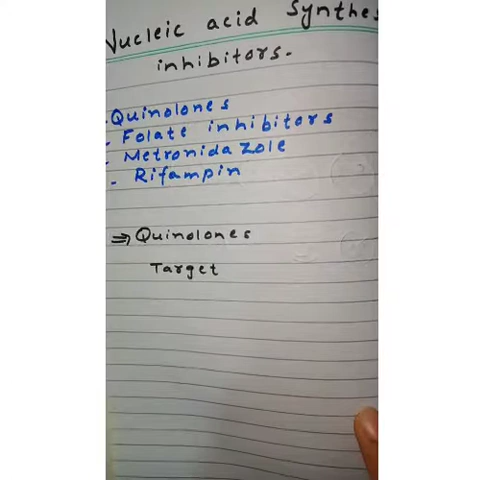 Nucleic acid Synthes
inhibitors.
. Quinolones
- Folate inhibitors
- Metronidazole
- Rifampin
⇒ Quinolones
Target